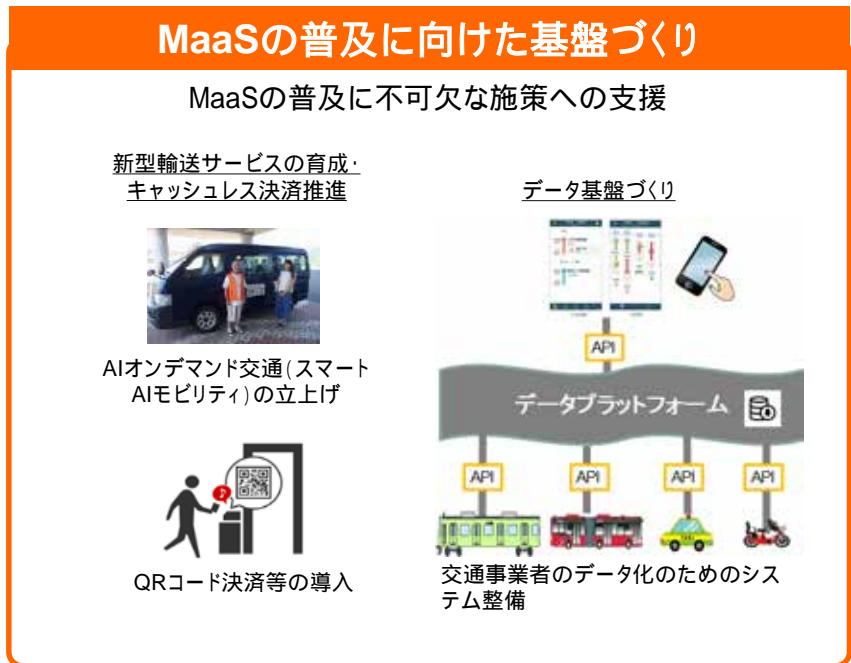 MaaSの普及に向けた基盤づくり
MaaSの普及に不可欠な施策への支援
新型輸送サービスの育成・
キャッシュレス決済推進
AIオンデマンド交通(スマート
AIモビリティ)の立上げ
QRコード決済等の導入
データ基盤づくり
API
データプラットフォーム
API
API
API
API
交通事業者のデータ化のためのシス
テム整備